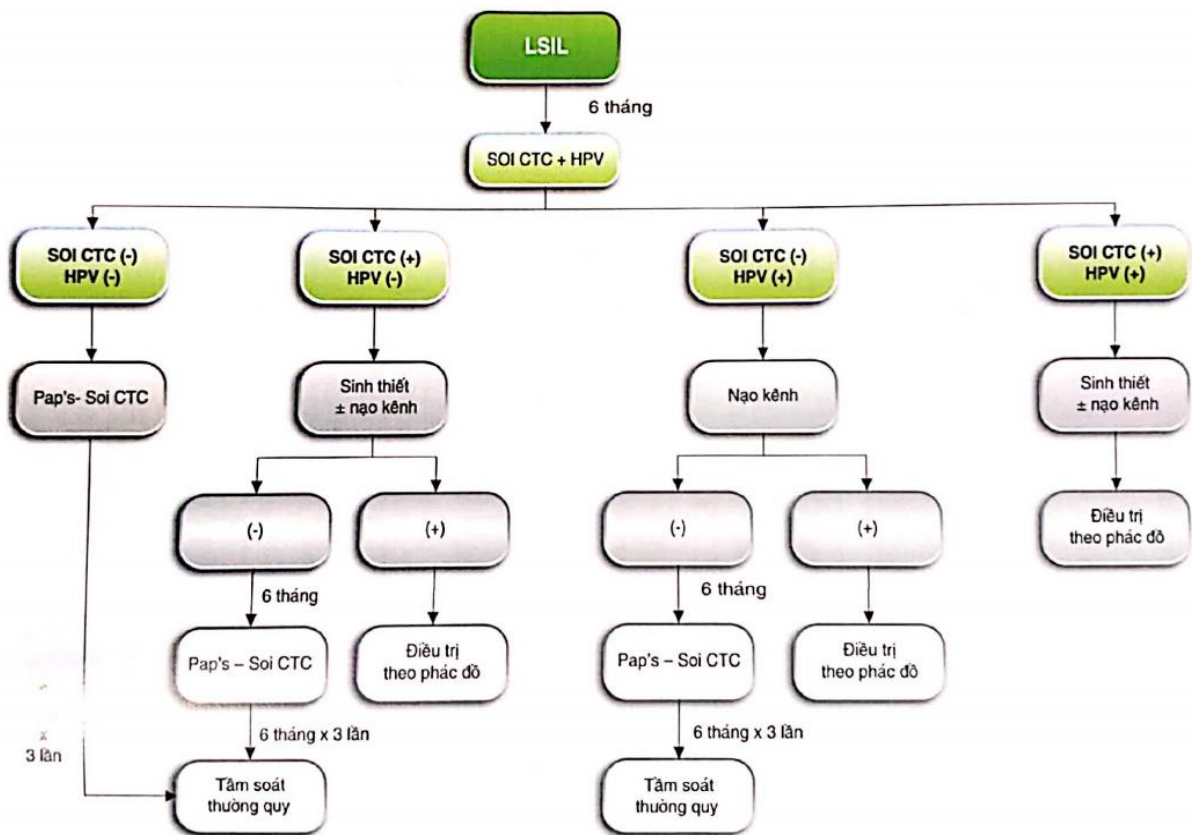 LSIL
6 tháng
SOI CTC + HPV
SOI CTC (-)
HPV (-)
SOI CTC (+)
HPV (-)
SOI CTC (-)
HPV (+)
SOI CTC (+)
HPV (+)
Pap's- Soi CTC
Sinh thiết
± nạo kênh
Nạo kênh
Sinh thiết
± nạo kênh
(-)
(+)
(-)
(+)
Điều trị
theo phác đồ
6 tháng
6 tháng
Pap's – Soi CTC
Điều trị
theo phác đồ
Pap's – Soi CTC
Điều trị
theo phác đồ
x
3 lần
6 tháng x 3 lần
6 tháng x 3 lần
Tầm soát
thường quy
Tầm soát
thường quy